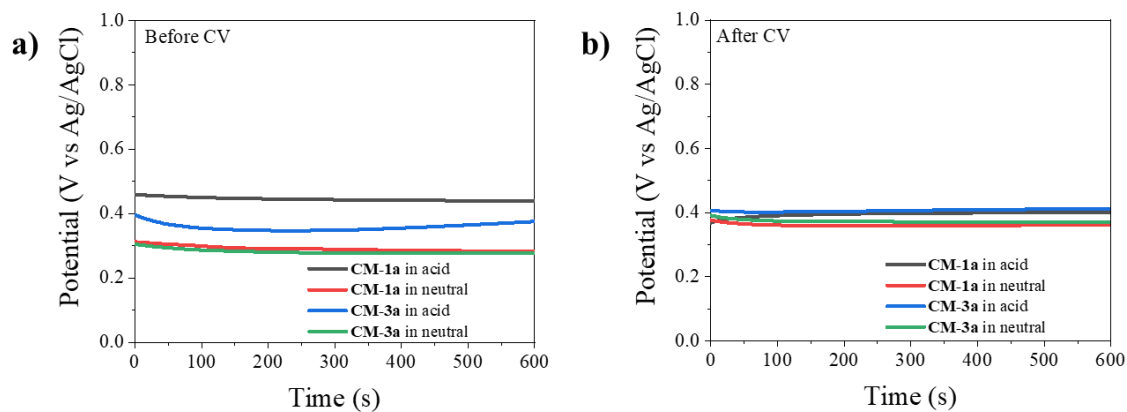 a)
Before CV
Potential (V vs Ag/AgCl)
1.0
0.8
0.6
0.4
0.2
0.0
CM-1a in acid
CM-1a in neutral
CM-3a in acid
CM-3a in neutral
0 100 200 300 400 500 600
Time (s)
b)
After CV
Potential (V vs Ag/AgCl)
1.0
0.8
0.6
0.4
0.2
0.0
CM-1a in acid
CM-1a in neutral
CM-3a in acid
CM-3a in neutral
0 100 200 300 400 500 600
Time (s)